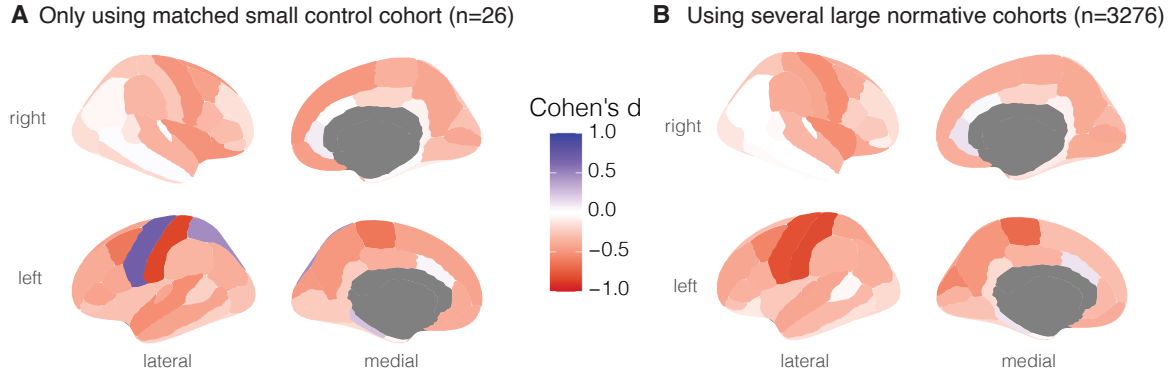 A Only using matched small control cohort (n=26)
B Using several large normative cohorts (n=3276)
right
Cohen's d
1.0
0.5
0.0
−0.5
−1.0
right
left
left
lateral
medial
lateral
medial